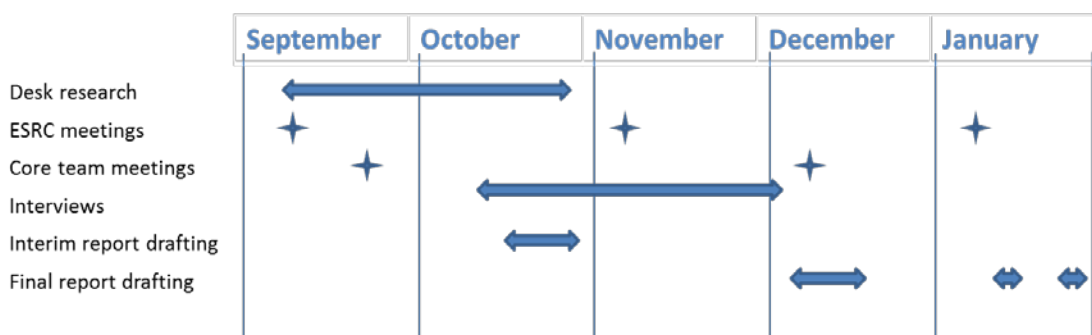 September October November December January
Desk research
ESRC meetings
Core team meetings
Interviews
Interim report drafting
Final report drafting